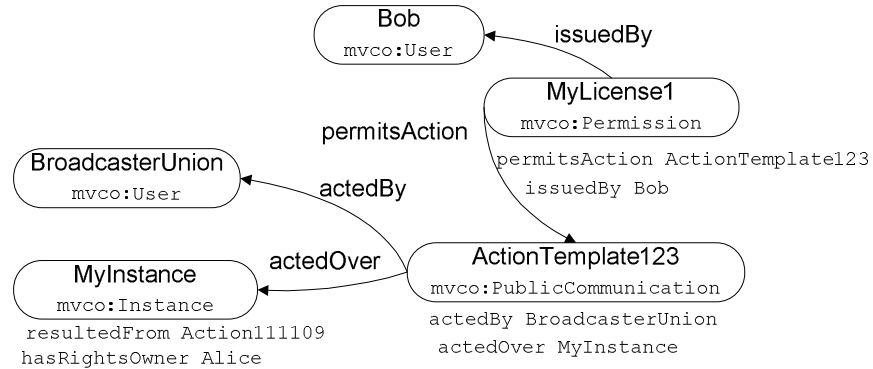 Bob
mvco:User
issuedBy
MyLicense1
mvco:Permission
permitsAction
permitsAction ActionTemplate123
issuedBy Bob
BroadcasterUnion
mvco:User
actedBy
actedOver
ActionTemplate123
mvco:PublicCommunication
actedBy BroadcasterUnion
actedOver MyInstance
MyInstance
mvco:Instance
resultedFrom Action111109
hasRightsOwner Alice